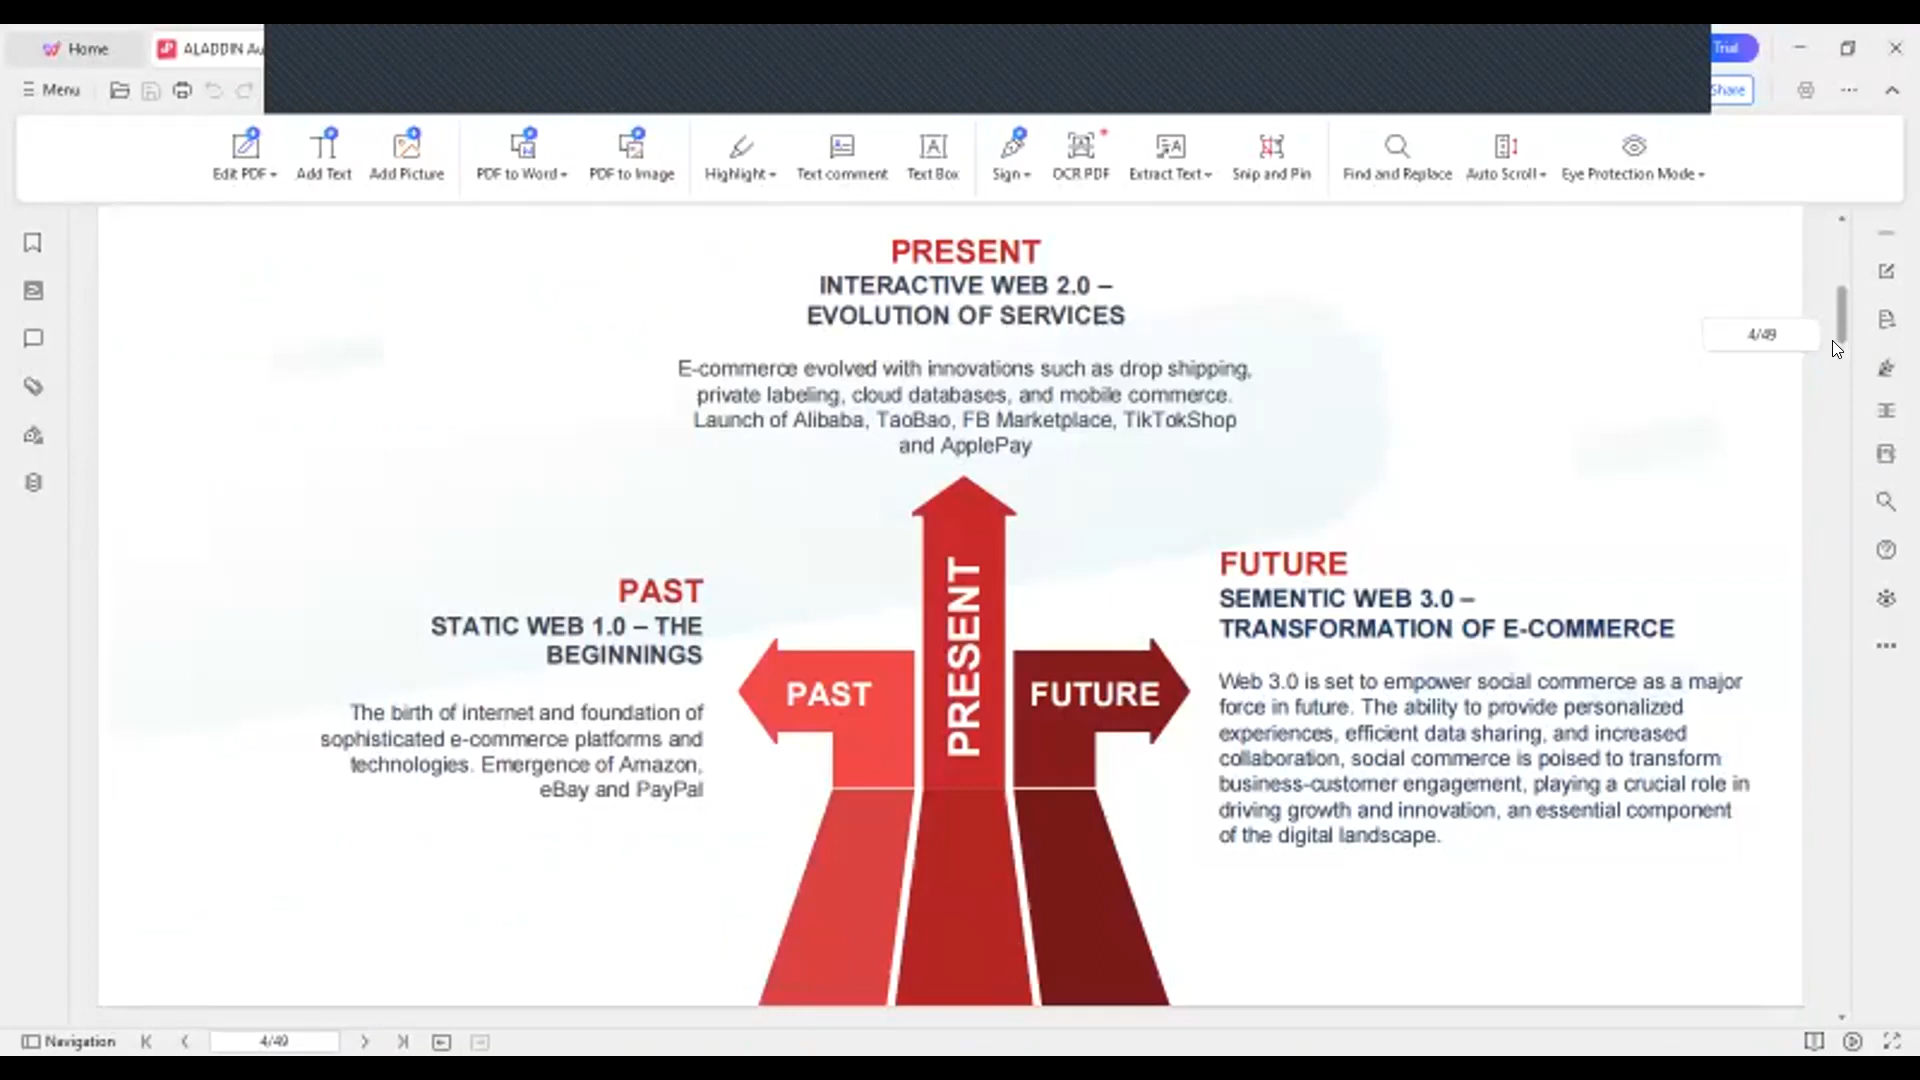 Home
ALADDIN Au
Trial
Menu
Share
Edit PDF
Add Text
Add Picture
PDF to Word
PDF to Image
Highlight
Text comment
Text Box
Sign
OCR PDF
Extract Text
Snip and Pin
Find and Replace
Auto Scroll
Eye Protection Mode
PRESENT
INTERACTIVE WEB 2.0 –
EVOLUTION OF SERVICES
E-commerce evolved with innovations such as drop shipping,
private labeling, cloud databases, and mobile commerce.
Launch of Alibaba, TaoBao, FB Marketplace, TikTokShop
and ApplePay
4/49
PAST
STATIC WEB 1.0 – THE
BEGINNINGS
The birth of internet and foundation of
sophisticated e-commerce platforms and
technologies. Emergence of Amazon,
eBay and PayPal
PAST
PRESENT
FUTURE
FUTURE
SEMENTIC WEB 3.0 –
TRANSFORMATION OF E-COMMERCE
Web 3.0 is set to empower social commerce as a major
force in future. The ability to provide personalized
experiences, efficient data sharing, and increased
collaboration, social commerce is poised to transform
business-customer engagement, playing a crucial role in
driving growth and innovation, an essential component
of the digital landscape.
Navigation
4/49